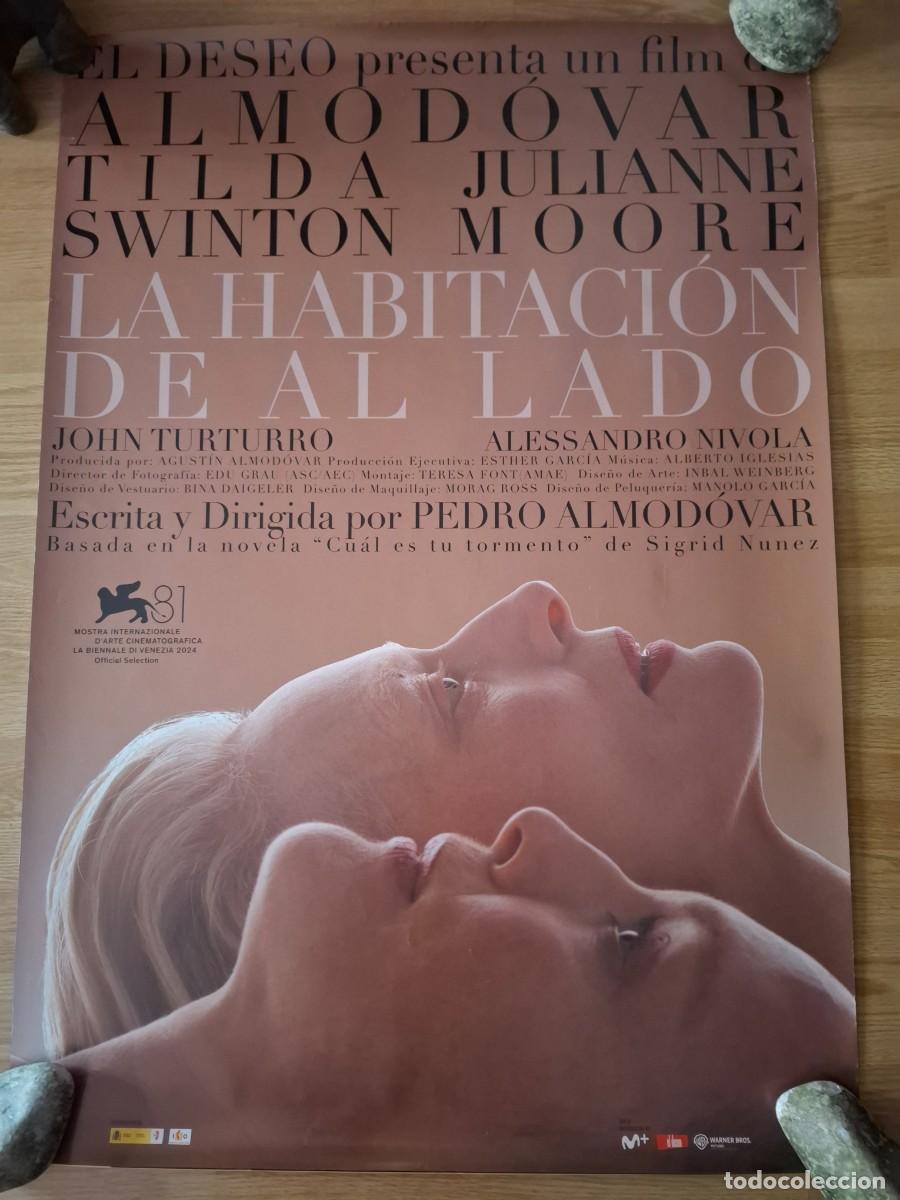 EL DESEO presenta un film
ALMODÓVAR
TILDA JULIANNE
SWINTON MOORE
LA HABITACIÓN
DE AL LADO
JOHN TURTURRO ALESSANDRO NIVOLA
Producida por: AGUSTÍN ALMODÓVAR Producción Ejecutiva: ESTHER GARCÍA Música: ALBERTO IGLESIAS
Director de Fotografía: EDU GRAU (ASC/AEC) Montaje: TERESA FONT(AMAE) Diseño de Arte: INBAL WEINBERG
Diseño de Vestuario: BINA DAIGELER Diseño de Maquillaje: MORAG ROSS Diseño de Peluquería: MANOLO GARCÍA
Escrita y Dirigida por PEDRO ALMODÓVAR
Basada en la novela “Cuál es tu tormento” de Sigrid Nunez
81
MOSTRA INTERNAZIONALE
D'ARTE CINEMATOGRAFICA
LA BIENNALE DI VENEZIA 2024
Official Selection
M+
WARNER BROS.
todocoleccion